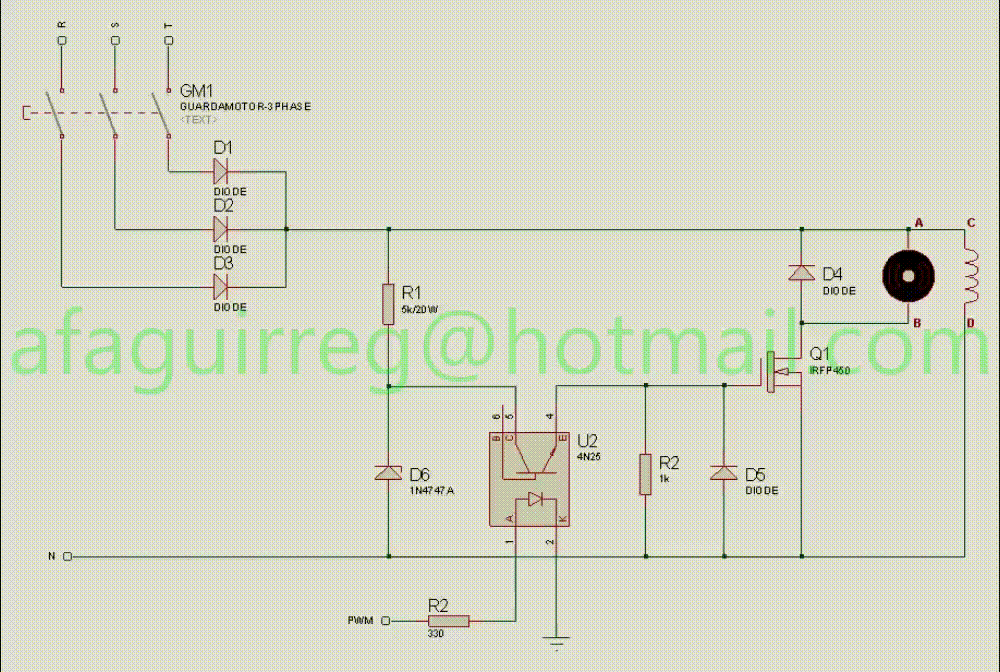 R S T
GM1
GUARDAMOTOR-3PHASE
<TEXT>
D1
DIODE
D2
DIODE
D3
DIODE
A C
D4
DIODE
R1
5k/20W
B D
afaguirreg@hotmail.com
Q1
IRFP450
6 5 4
B C E
U2
4N25
D6
1N4747A
R2
1k
D5
DIODE
A K
1 2
N
R2
PWM
330